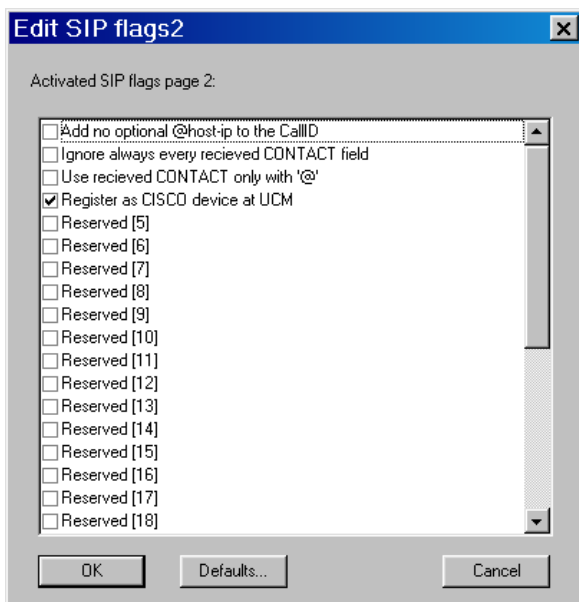 Edit SIP flags2
Activated SIP flags page 2:
Add no optional @host-ip to the CallID
Ignore always every recieved CONTACT field
Use recieved CONTACT only with '@'
Register as CISCO device at UCM
Reserved [5]
Reserved [6]
Reserved [7]
Reserved [8]
Reserved [9]
Reserved [10]
Reserved [11]
Reserved [12]
Reserved [13]
Reserved [14]
Reserved [15]
Reserved [16]
Reserved [17]
Reserved [18]
OK Defaults... Cancel